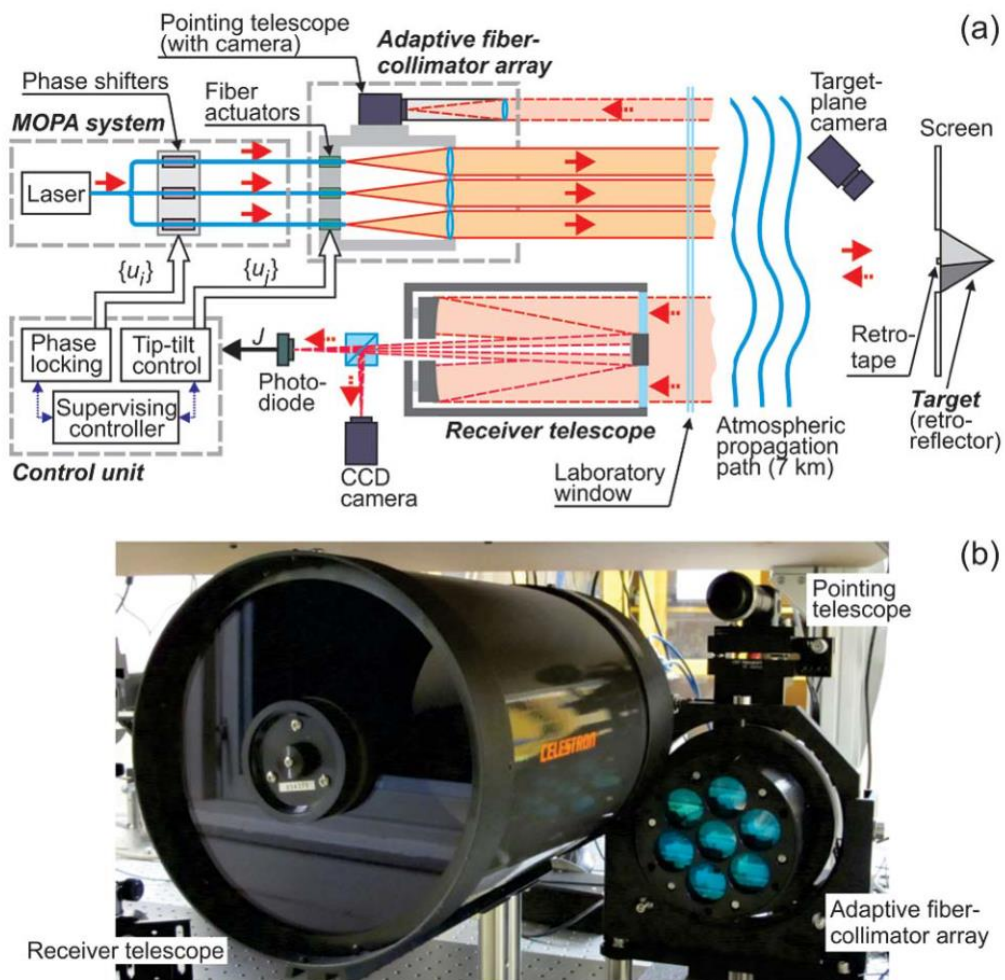 (a)
Pointing telescope
(with camera)
Adaptive fiber-
collimator array
Phase shifters
Fiber
actuators
MOPA system
Laser
Target-
plane
camera
Screen
{u_i}
{u_i}
Phase
locking
Tip-tilt
control
Supervising
controller
Control unit
J
Photo-
diode
CCD
camera
Receiver telescope
Laboratory
window
Atmospheric
propagation
path (7 km)
Retro-
tape
Target
(retro-
reflector)
(b)
Pointing
telescope
CELESTRON
Receiver telescope
Adaptive fiber-
collimator array